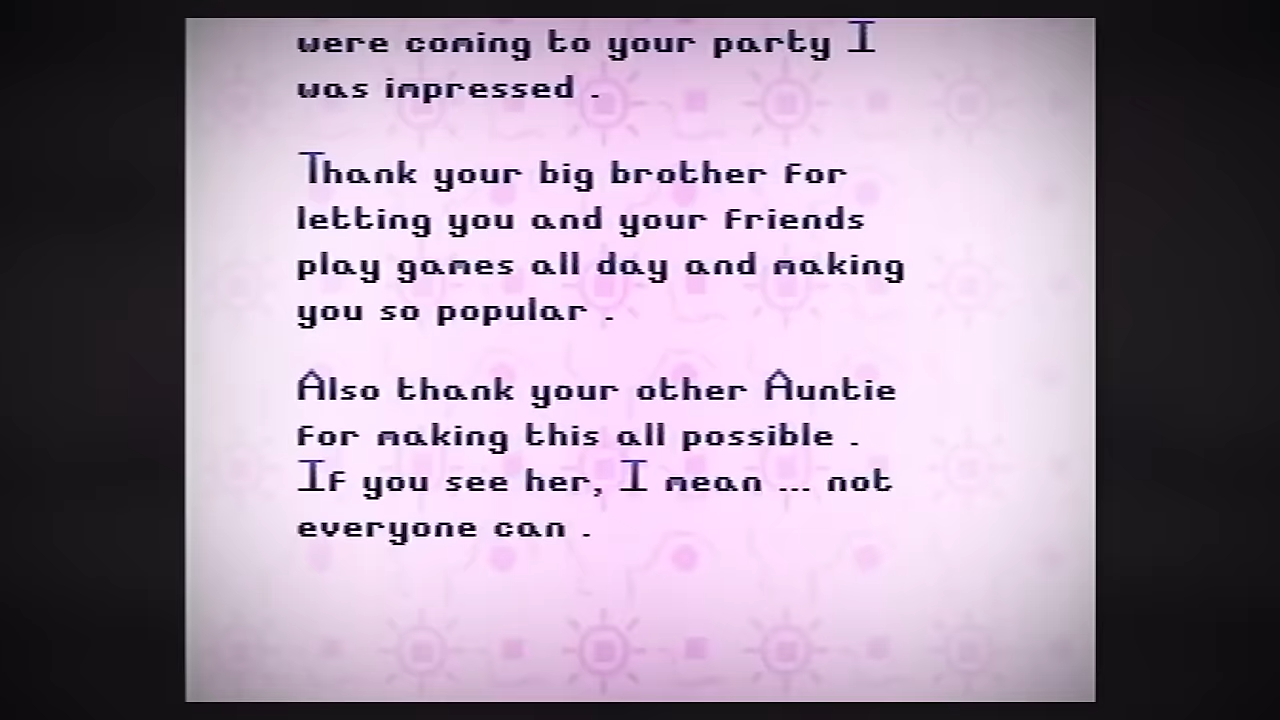 were coming to your party I
was impressed .
Thank your big brother for
letting you and your friends
play games all day and making
you so popular .
Also thank your other Auntie
for making this all possible .
If you see her, I mean ... not
everyone can .